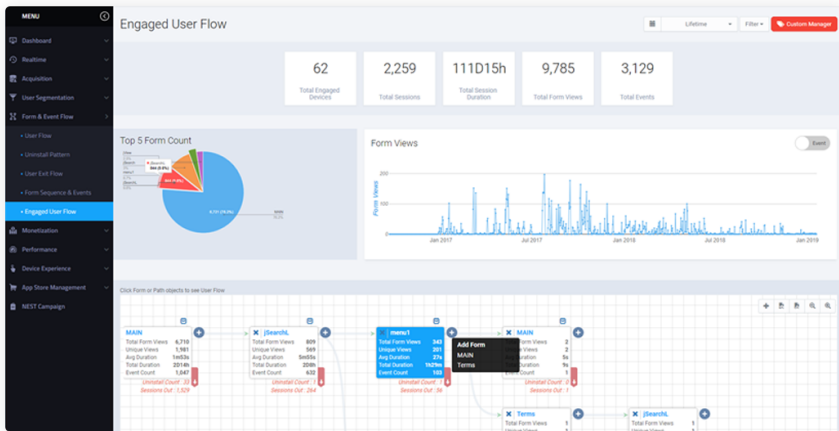 MENU
Dashboard
Realtime
Acquisition
User Segmentation
Form & Event Flow
User Flow
Uninstall Pattern
User Exit Flow
Form Sequence & Events
Engaged User Flow
Monetization
Performance
Device Experience
App Store Management
NEST Campaign
Engaged User Flow
Lifetime
Filter
Custom Manager
62
Total Engaged
Devices
2,259
Total Sessions
111D15h
Total Session
Duration
9,785
Total Form Views
3,129
Total Events
Top 5 Form Count
Form Views
Event
Form Views
200
100
0
Jan 2017
Jul 2017
Jan 2018
Jul 2018
Jan 2019
Click Form or Path objects to see User Flow
MAIN
Total Form Views 6,710
Unique Views 1,981
Avg Duration 1m53s
Total Duration 2014h
Event Count 1,047
Uninstall Count : 33
Sessions Out : 1,529
jSearchL
Total Form Views 809
Unique Views 569
Avg Duration 5m55s
Total Duration 208h
Event Count 632
Uninstall Count : 1
Sessions Out : 264
menu1
Total Form Views 243
Unique Views 201
Avg Duration 27s
Total Duration 1h29m
Event Count 103
Uninstall Count : 1
Sessions Out : 56
Add Form
MAIN
Terms
MAIN
Form Views 2
Views 2
5s
9s
Event Count 1
Uninstall Count : 0
Sessions Out : 1
Terms
Total Form Views 1
jSearchL
Total Form Views 1